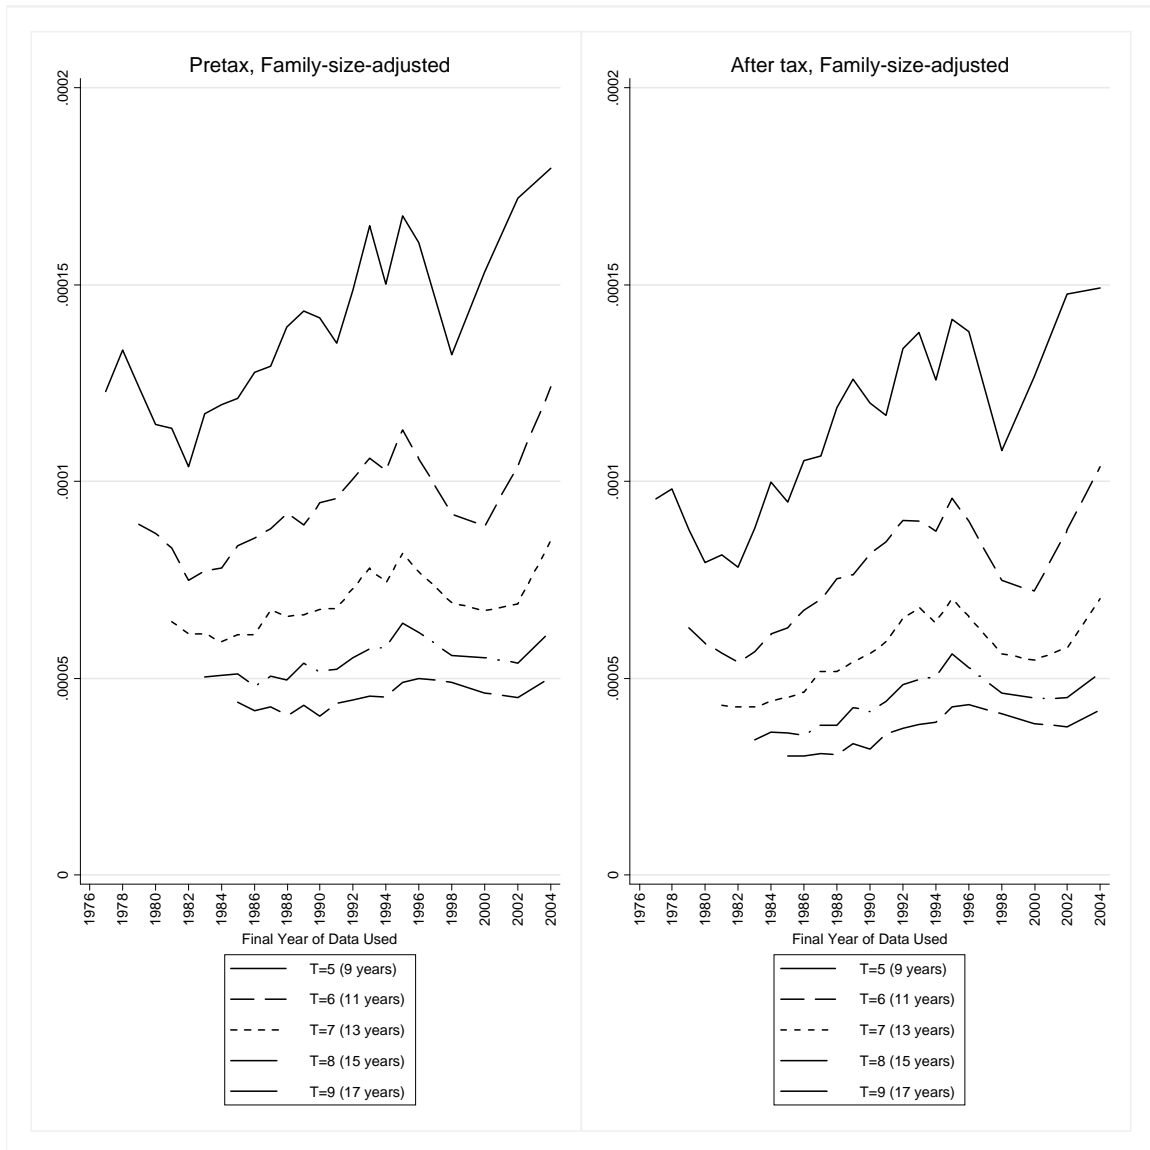 Pretax, Family-size-adjusted
.0002
.00015
.0001
.00005
0
1976 1978 1980 1982 1984 1986 1988 1990 1992 1994 1996 1998 2000 2002 2004
Final Year of Data Used
T=5 (9 years)
T=6 (11 years)
T=7 (13 years)
T=8 (15 years)
T=9 (17 years)
After tax, Family-size-adjusted
.0002
.00015
.0001
.00005
0
1976 1978 1980 1982 1984 1986 1988 1990 1992 1994 1996 1998 2000 2002 2004
Final Year of Data Used
T=5 (9 years)
T=6 (11 years)
T=7 (13 years)
T=8 (15 years)
T=9 (17 years)